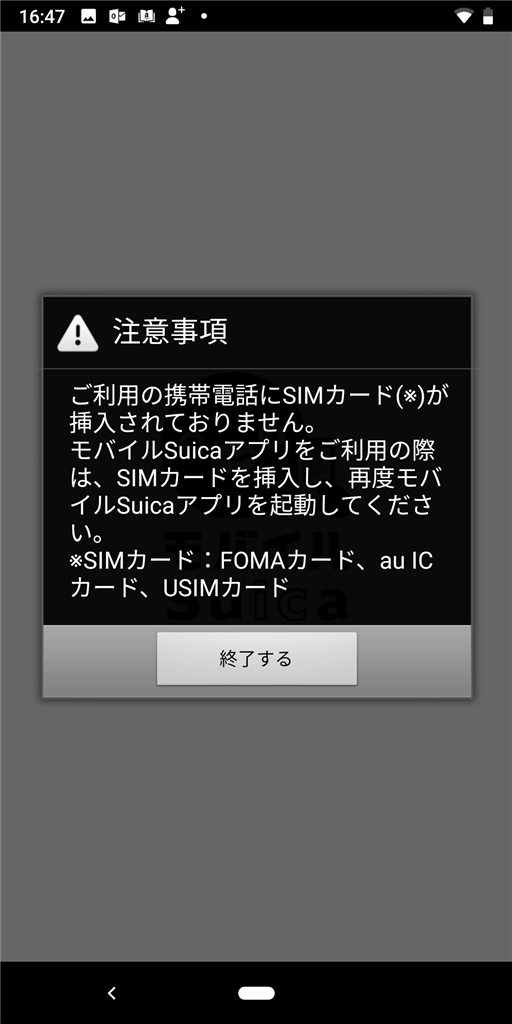 16:47
注意事項
ご利用の携帯電話にSIMカード(※)が
挿入されておりません。
モバイルSuicaアプリをご利用の際
は、SIMカードを挿入し、再度モバ
イルSuicaアプリを起動してくださ
い。
※SIMカード：FOMAカード、au IC
カード、USIMカード
モバイル
Suica
終了する